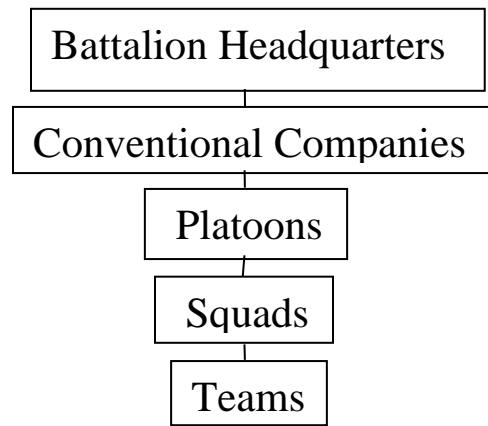 Battalion Headquarters
Conventional Companies
Platoons
Squads
Teams